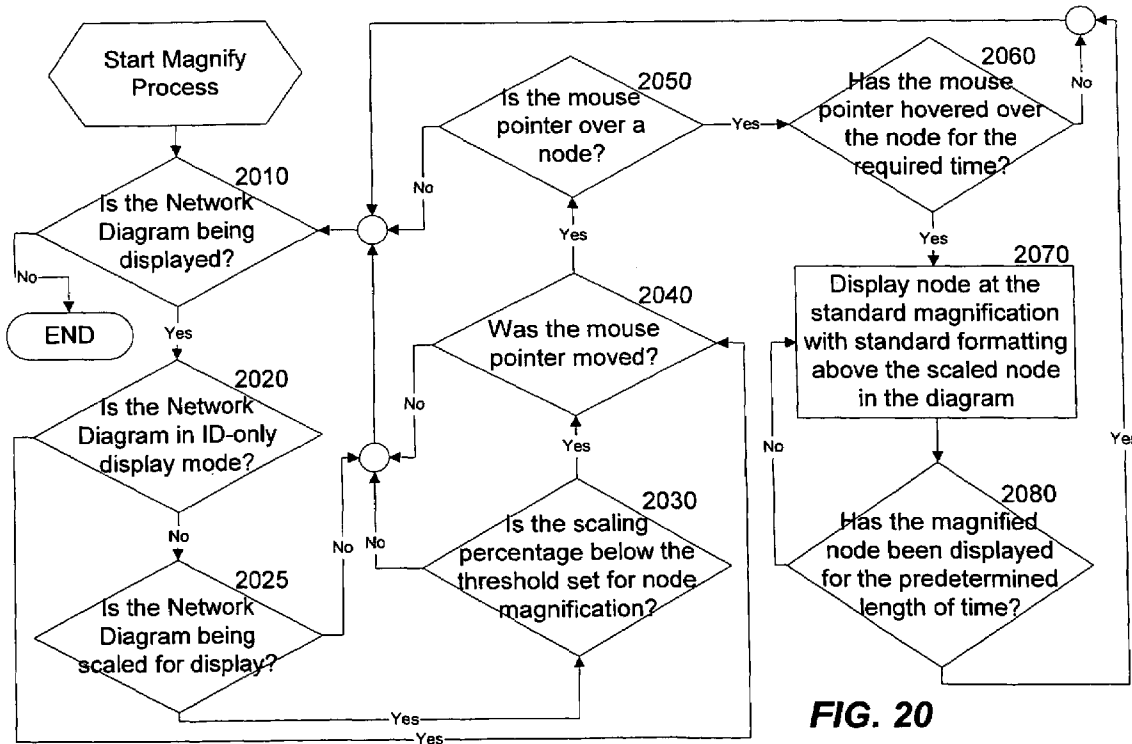 Start Magnify
Process
2010
Is the Network
Diagram being
displayed?
No
END
Yes
2020
Is the Network
Diagram in ID-only
display mode?
No
2025
Is the Network
Diagram being
scaled for display?
No
Yes
Yes
2030
Is the scaling
percentage below the
threshold set for node
magnification?
No
Yes
2040
Was the mouse
pointer moved?
No
Yes
2050
Is the mouse
pointer over a
node?
No
Yes
2060
Has the mouse
pointer hovered over
the node for the
required time?
No
Yes
2070
Display node at the
standard magnification
with standard formatting
above the scaled node
in the diagram
No
2080
Has the magnified
node been displayed
for the predetermined
length of time?
Yes
FIG. 20